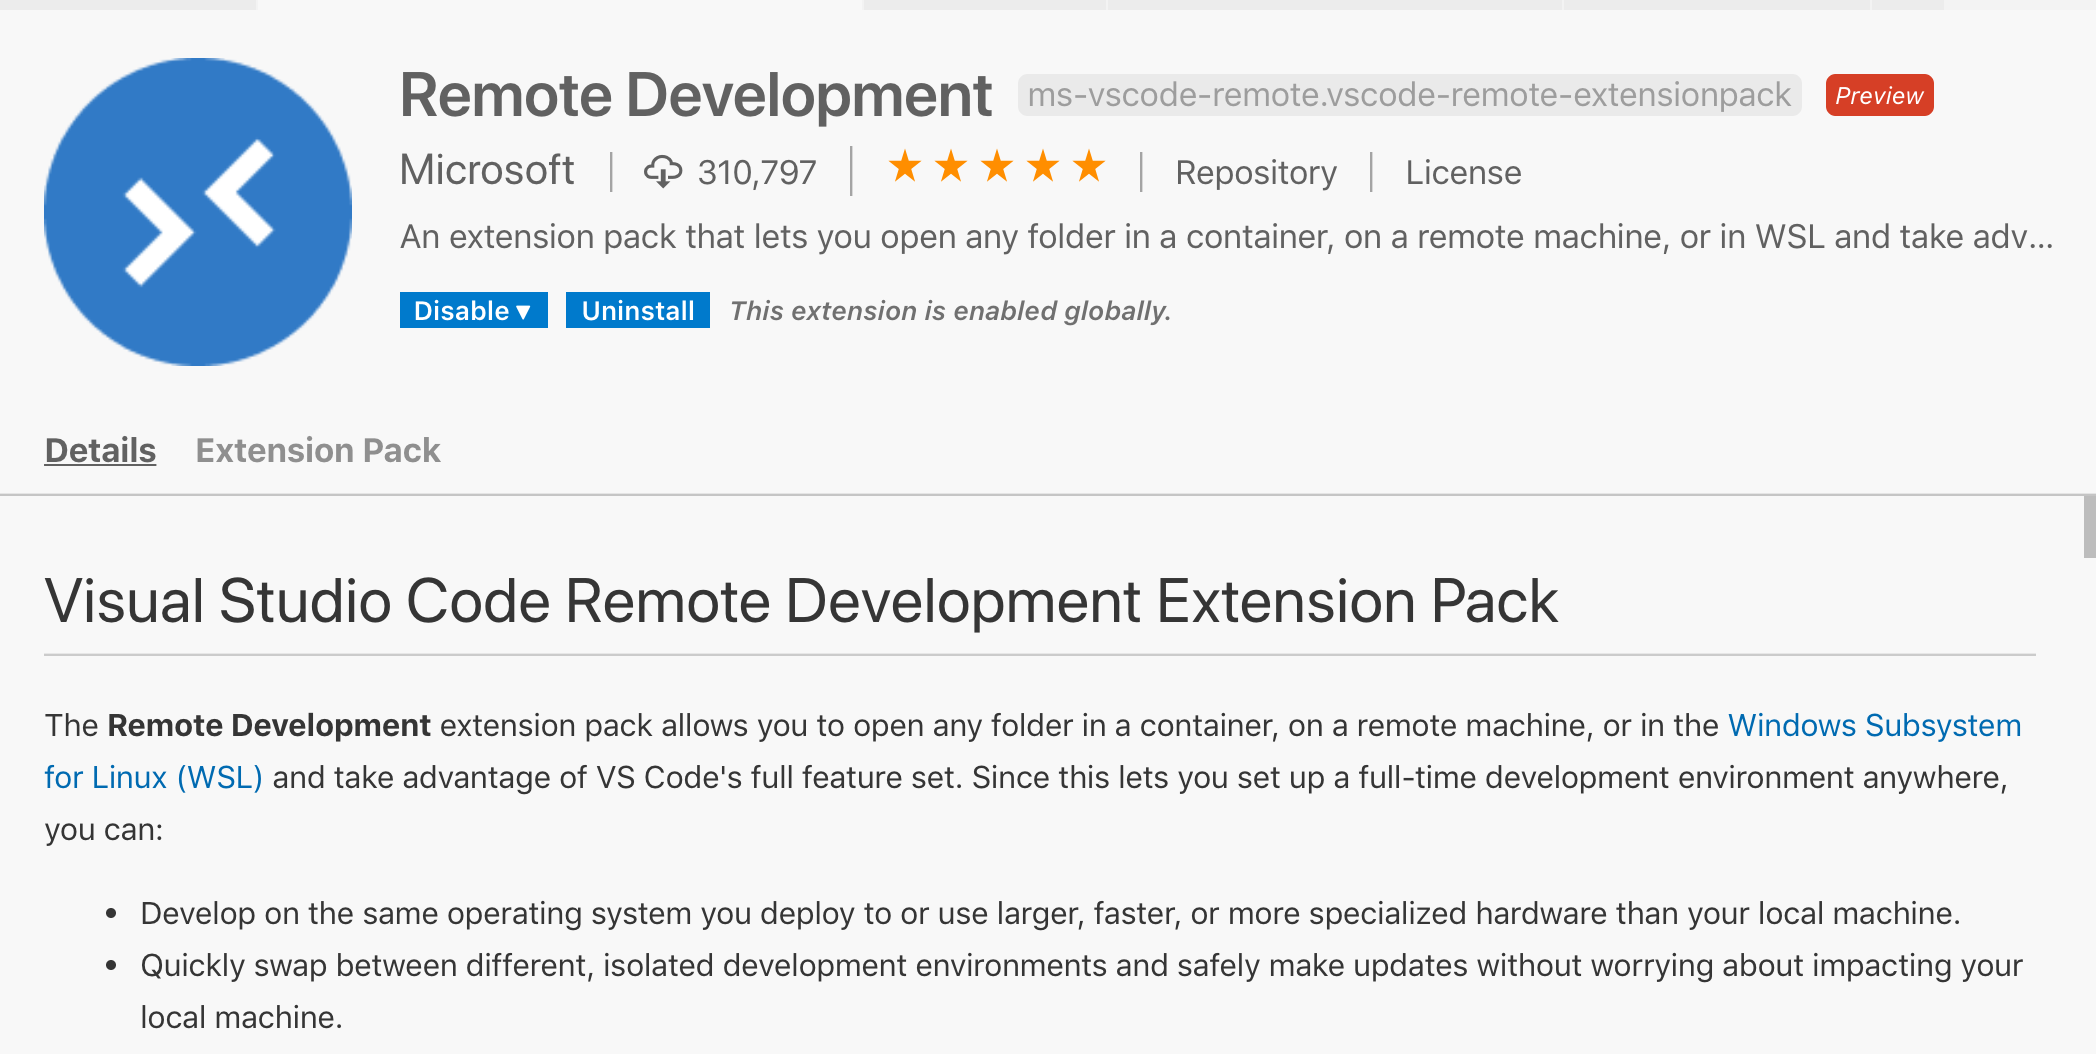 Remote Development ms-vscode-remote.vscode-remote-extensionpack Preview
Microsoft | 310,797 | ★★★★★ | Repository | License
An extension pack that lets you open any folder in a container, on a remote machine, or in WSL and take adv...
Disable ▾ Uninstall This extension is enabled globally.
Details Extension Pack
Visual Studio Code Remote Development Extension Pack
The Remote Development extension pack allows you to open any folder in a container, on a remote machine, or in the Windows Subsystem
for Linux (WSL) and take advantage of VS Code's full feature set. Since this lets you set up a full-time development environment anywhere,
you can:
• Develop on the same operating system you deploy to or use larger, faster, or more specialized hardware than your local machine.
• Quickly swap between different, isolated development environments and safely make updates without worrying about impacting your
local machine.